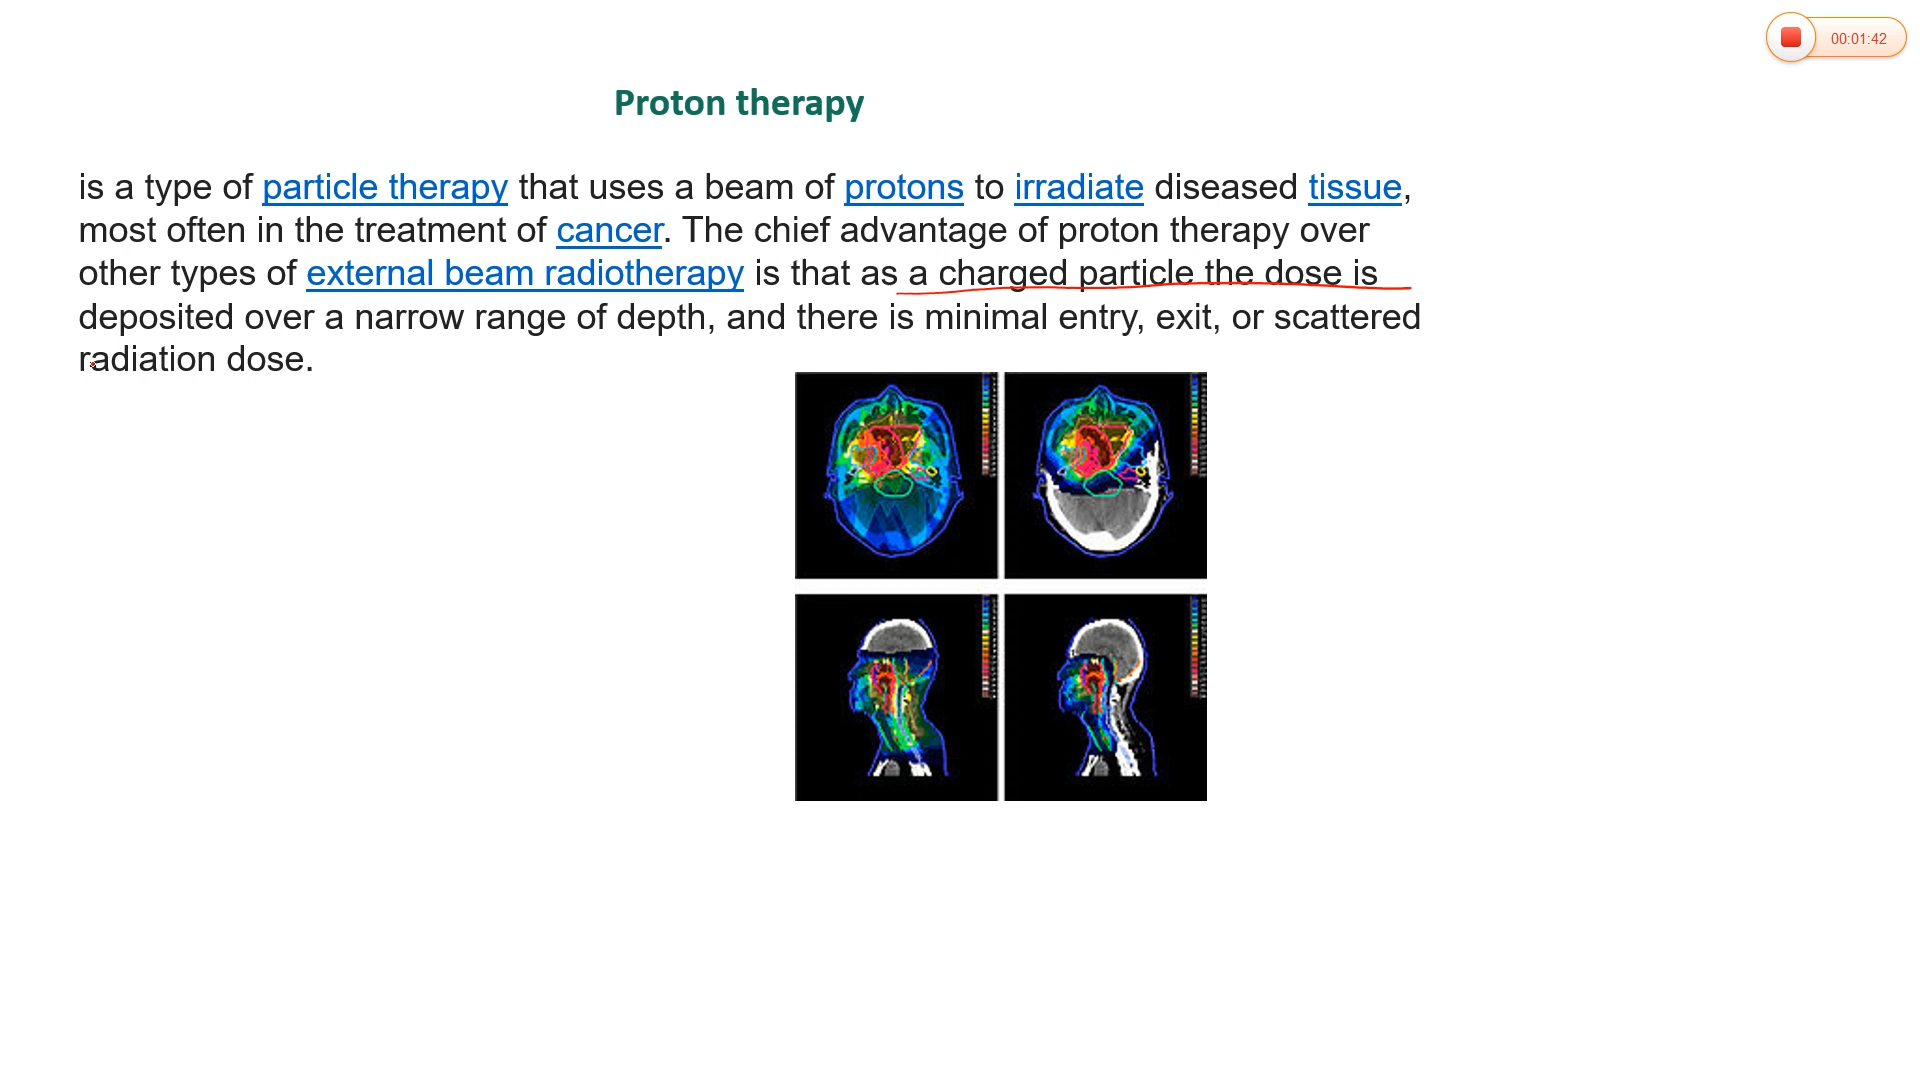 00:01:42
Proton therapy
is a type of particle therapy that uses a beam of protons to irradiate diseased tissue,
most often in the treatment of cancer. The chief advantage of proton therapy over
other types of external beam radiotherapy is that as a charged particle the dose is
deposited over a narrow range of depth, and there is minimal entry, exit, or scattered
radiation dose.